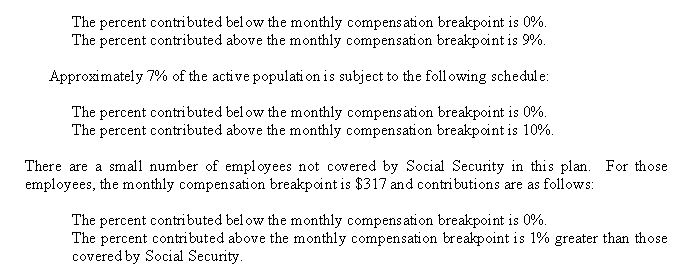 The percent contributed below the monthly compensation breakpoint is 0%.
The percent contributed above the monthly compensation breakpoint is 9%.
Approximately 7% of the active population is subject to the following schedule:
The percent contributed below the monthly compensation breakpoint is 0%.
The percent contributed above the monthly compensation breakpoint is 10%.
There are a small number of employees not covered by Social Security in this plan. For those
employees, the monthly compensation breakpoint is $317 and contributions are as follows:
The percent contributed below the monthly compensation breakpoint is 0%.
The percent contributed above the monthly compensation breakpoint is 1% greater than those
covered by Social Security.